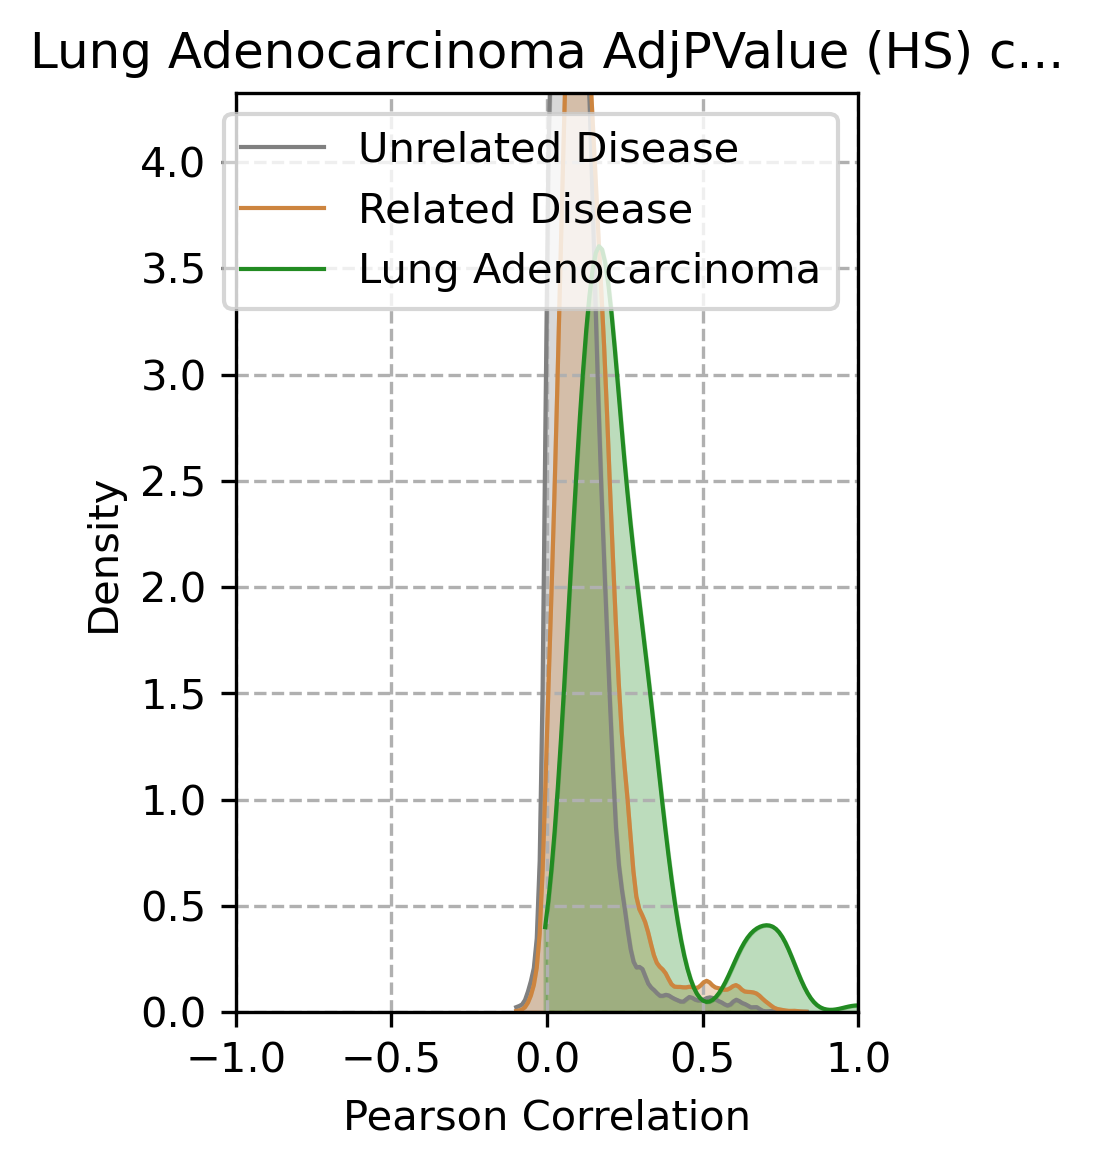 Lung Adenocarcinoma AdjPValue (HS) c...
Unrelated Disease
Related Disease
Lung Adenocarcinoma
4.0
3.5
3.0
2.5
2.0
1.5
1.0
0.5
0.0
Density
−1.0 −0.5 0.0 0.5 1.0
Pearson Correlation